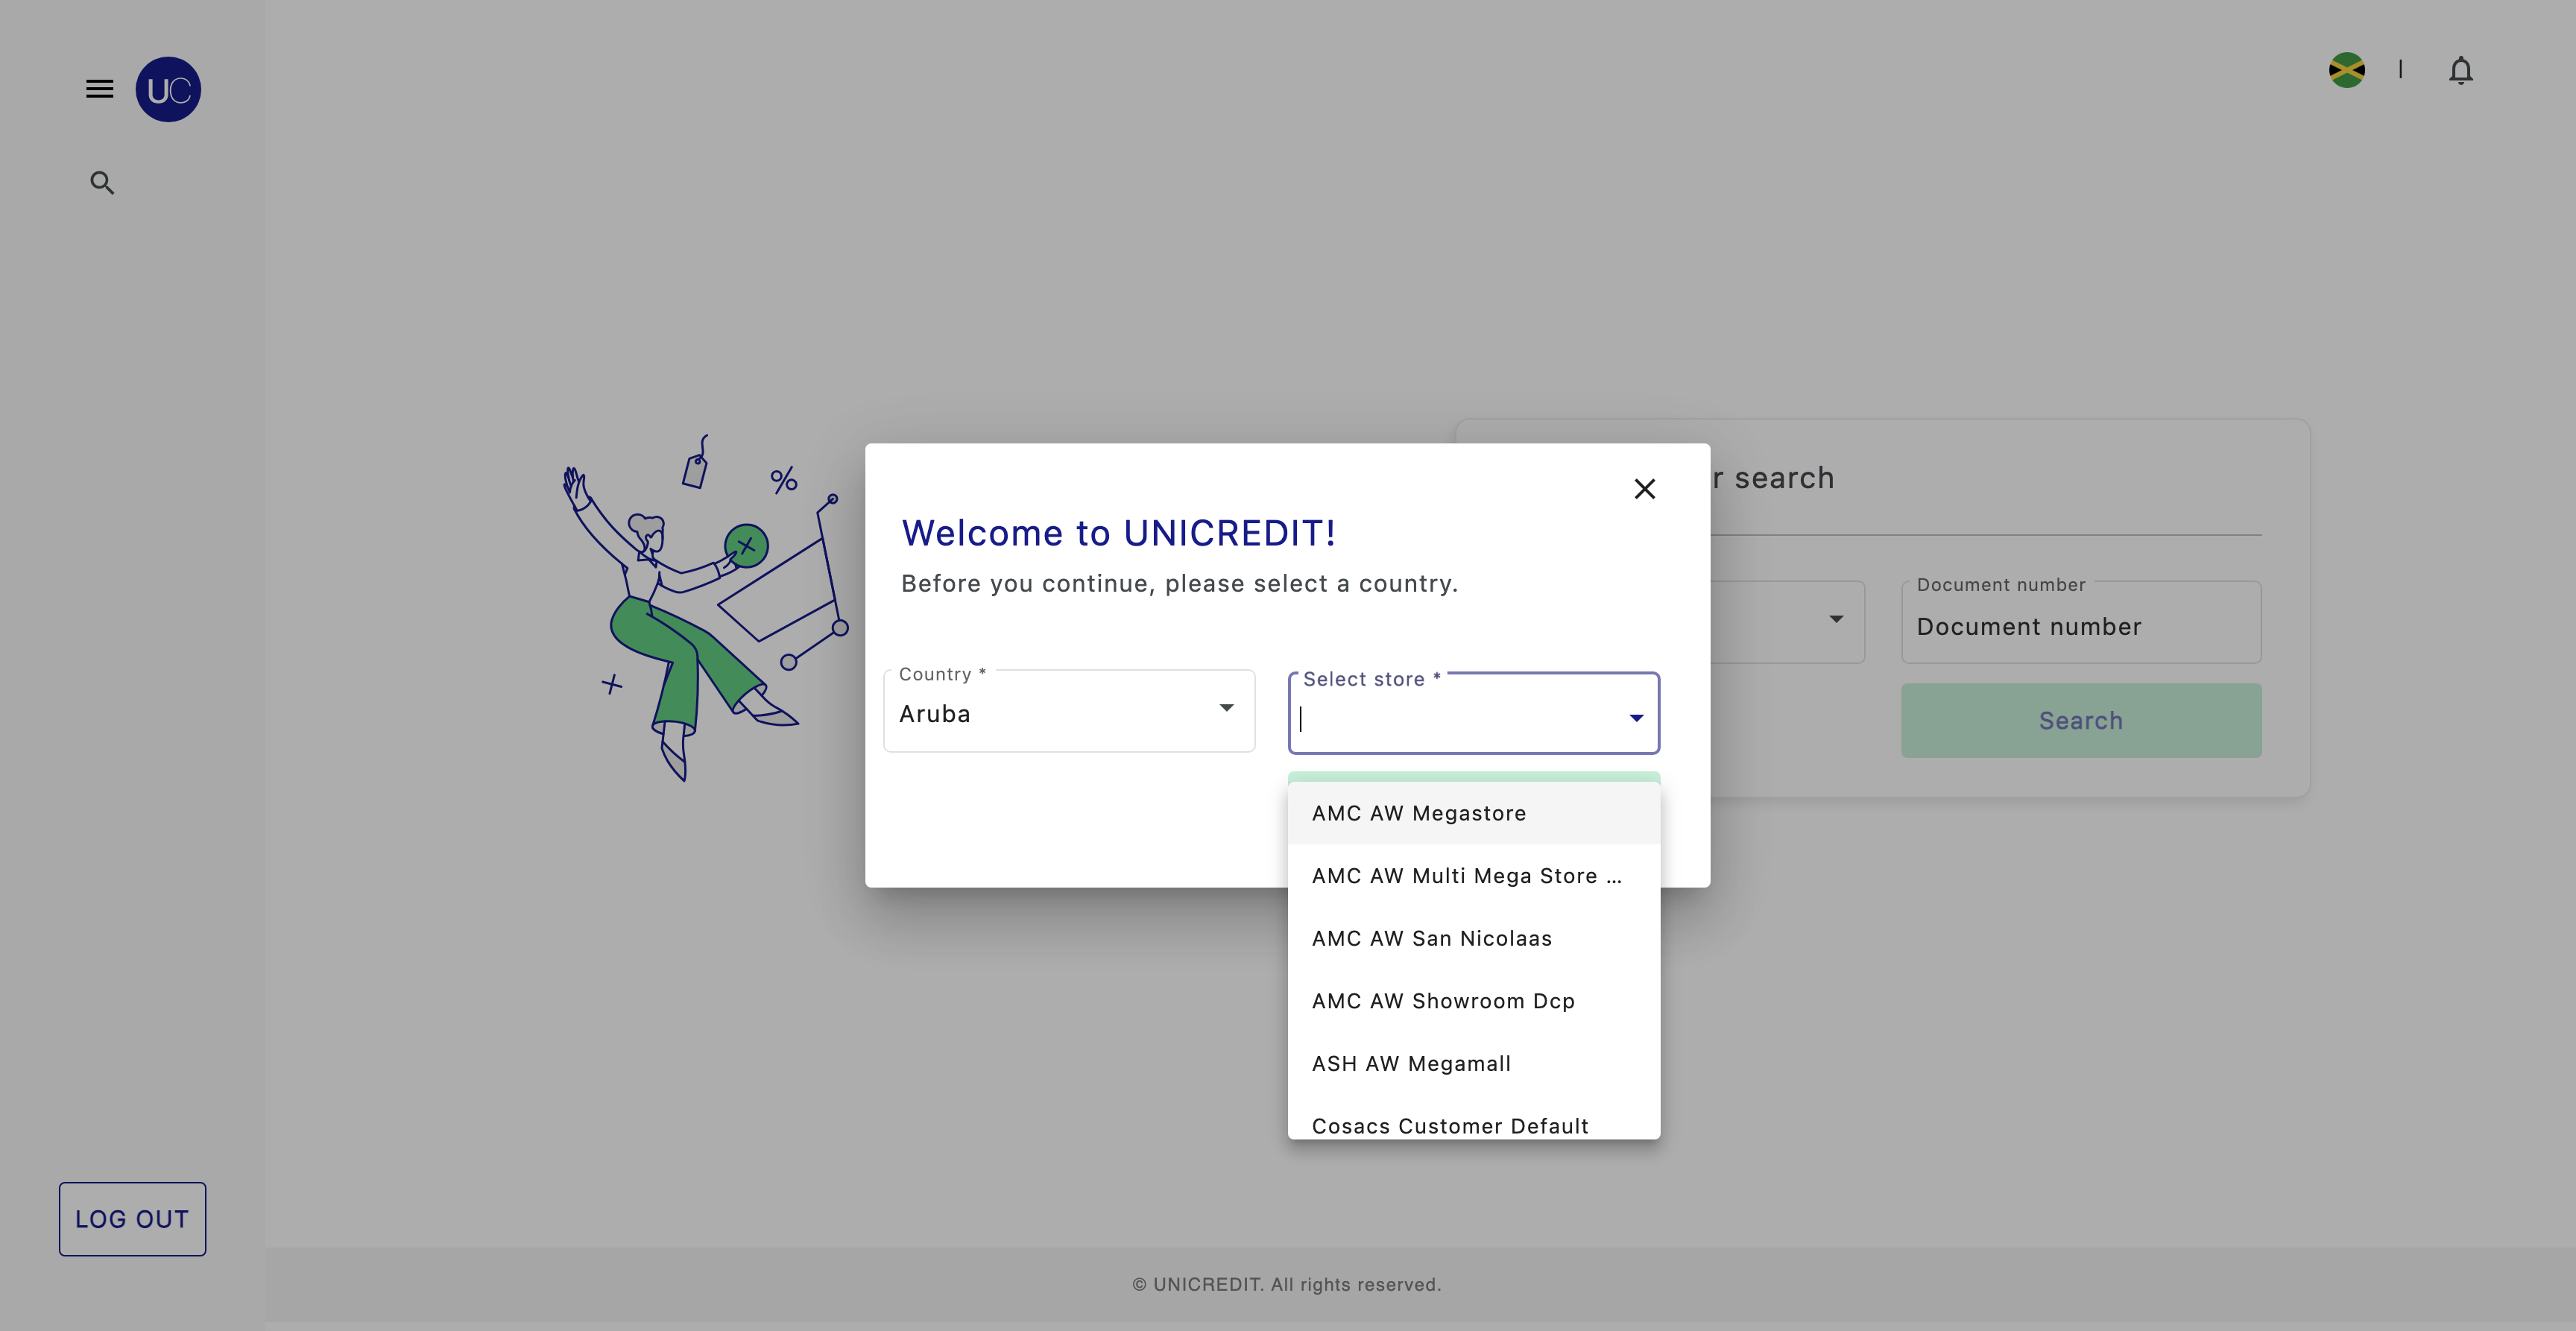 UC
r search
Welcome to UNICREDIT!
Before you continue, please select a country.
Country *
Aruba
Select store *
Document number
Document number
Search
AMC AW Megastore
AMC AW Multi Mega Store ...
AMC AW San Nicolaas
AMC AW Showroom Dcp
ASH AW Megamall
Cosacs Customer Default
LOG OUT
© UNICREDIT. All rights reserved.